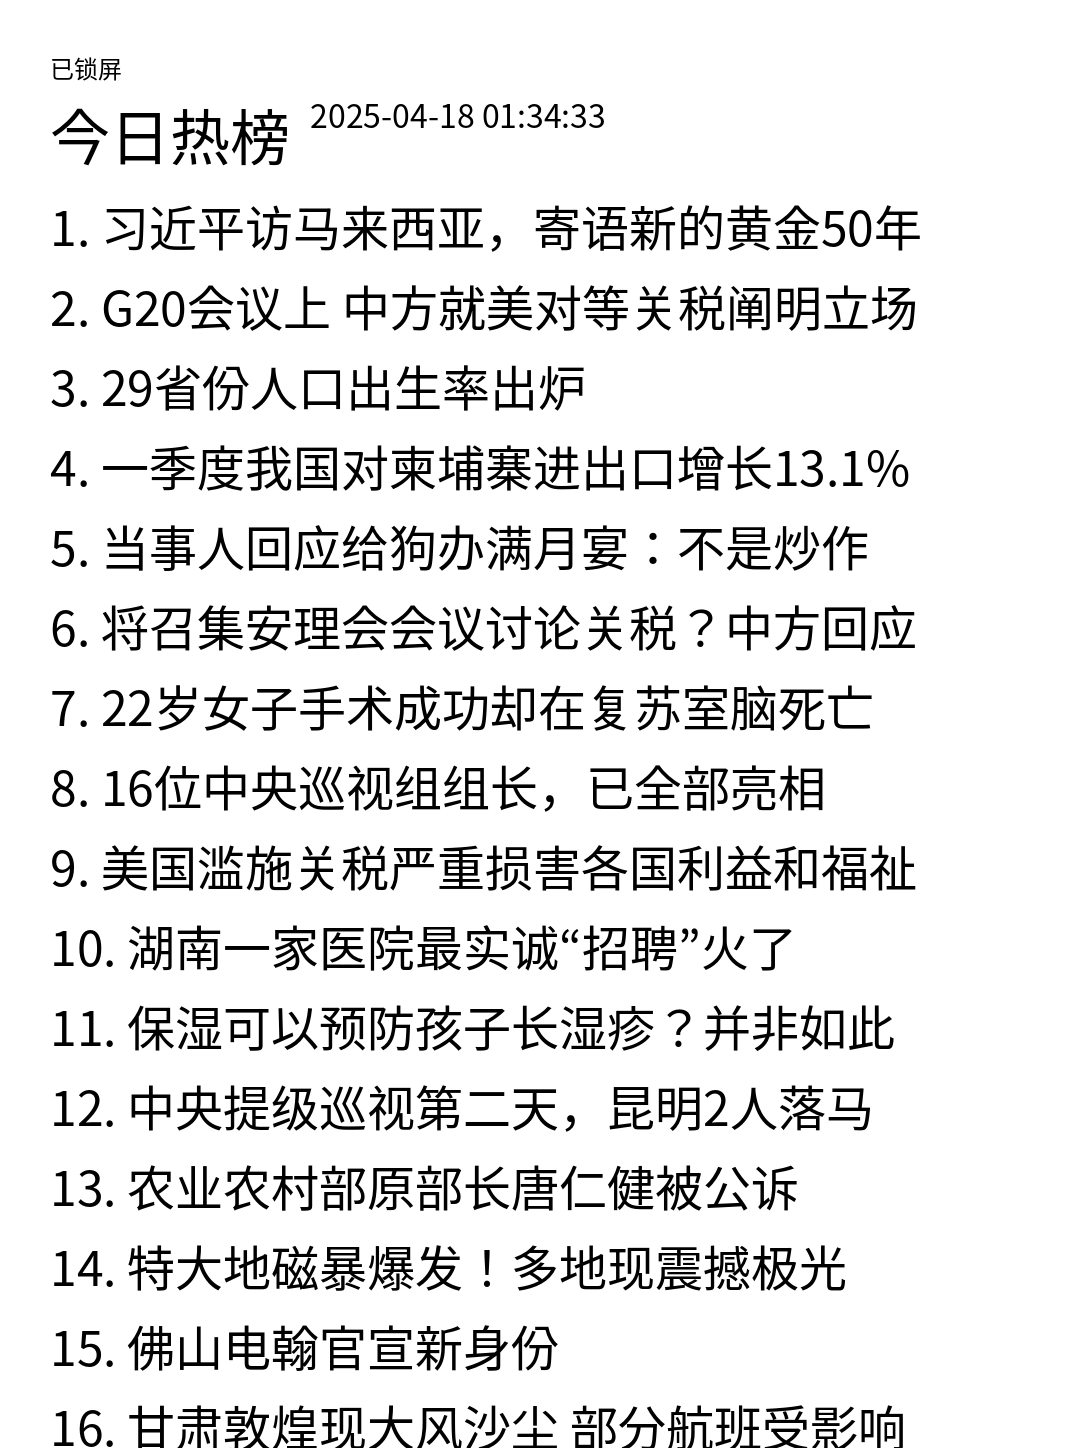 已锁屏
今日热榜 2025-04-18 01:34:33
1. 习近平访马来西亚，寄语新的黄金50年
2. G20会议上 中方就美对等关税阐明立场
3. 29省份人口出生率出炉
4. 一季度我国对柬埔寨进出口增长13.1%
5. 当事人回应给狗办满月宴：不是炒作
6. 将召集安理会会议讨论关税？中方回应
7. 22岁女子手术成功却在复苏室脑死亡
8. 16位中央巡视组组长，已全部亮相
9. 美国滥施关税严重损害各国利益和福祉
10. 湖南一家医院最实诚“招聘”火了
11. 保湿可以预防孩子长湿疹？并非如此
12. 中央提级巡视第二天，昆明2人落马
13. 农业农村部原部长唐仁健被公诉
14. 特大地磁暴爆发！多地现震撼极光
15. 佛山电翰官宣新身份
16. 甘肃敦煌现大风沙尘 部分航班受影响